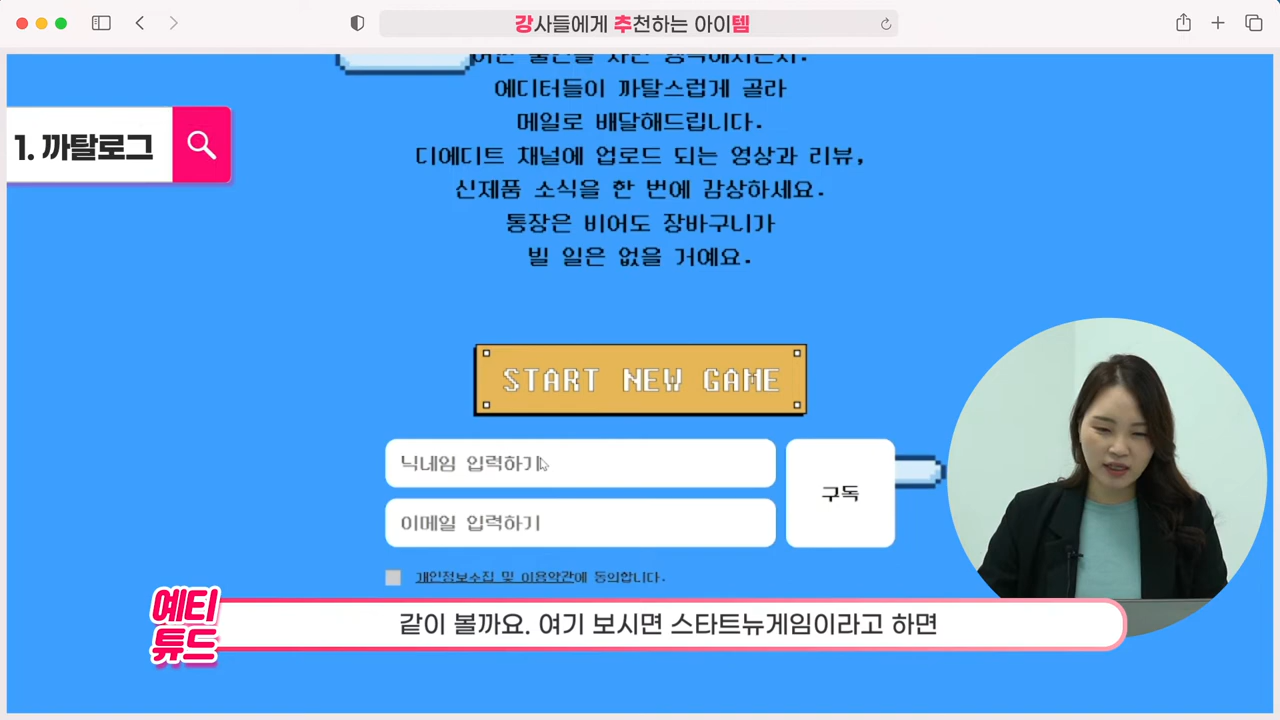 강사들에게 추천하는 아이템
에디터들이 까탈스럽게 골라
메일로 배달해드립니다.
디에디트 채널에 업로드 되는 영상과 리뷰,
신제품 소식을 한 번에 감상하세요.
통장은 비어도 장바구니가
빌 일은 없을 거예요.
1. 까탈로그
START NEW GAME
닉네임 입력하기
이메일 입력하기
구독
개인정보수집 및 이용약관에 동의합니다.
예티
튜드
같이 볼까요. 여기 보시면 스타트뉴게임이라고 하면